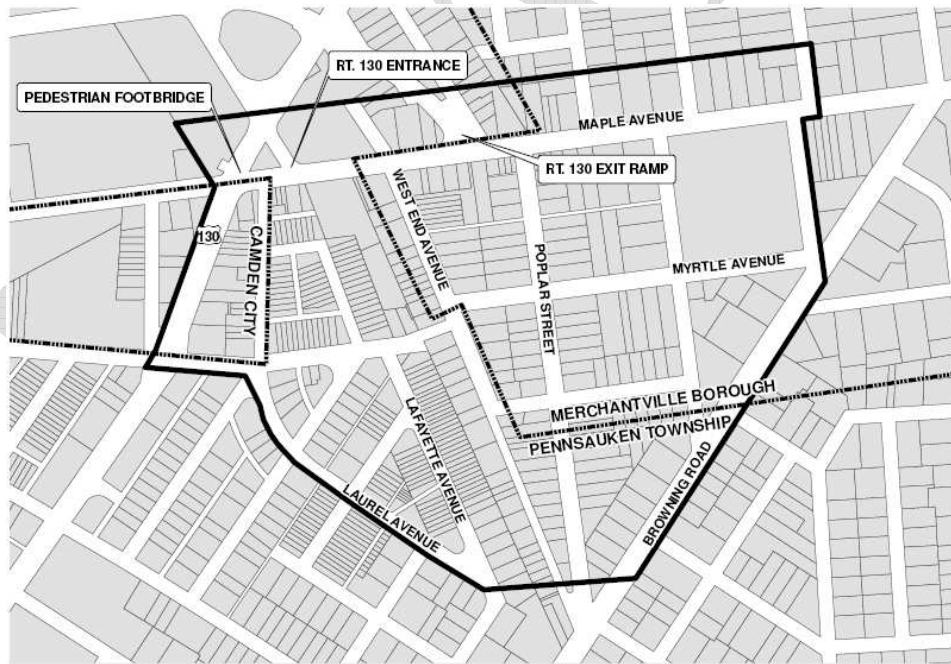 RT. 130 ENTRANCE
PEDESTRIAN FOOTBRIDGE
MAPLE AVENUE
RT. 130 EXIT RAMP
WEST END AVENUE
130
CAMDEN CITY
POPLAR STREET
MYRTLE AVENUE
MERCHANTVILLE BOROUGH
PENNSAUKEN TOWNSHIP
LAFAYETTE AVENUE
LAUREL AVENUE
BROWNING ROAD